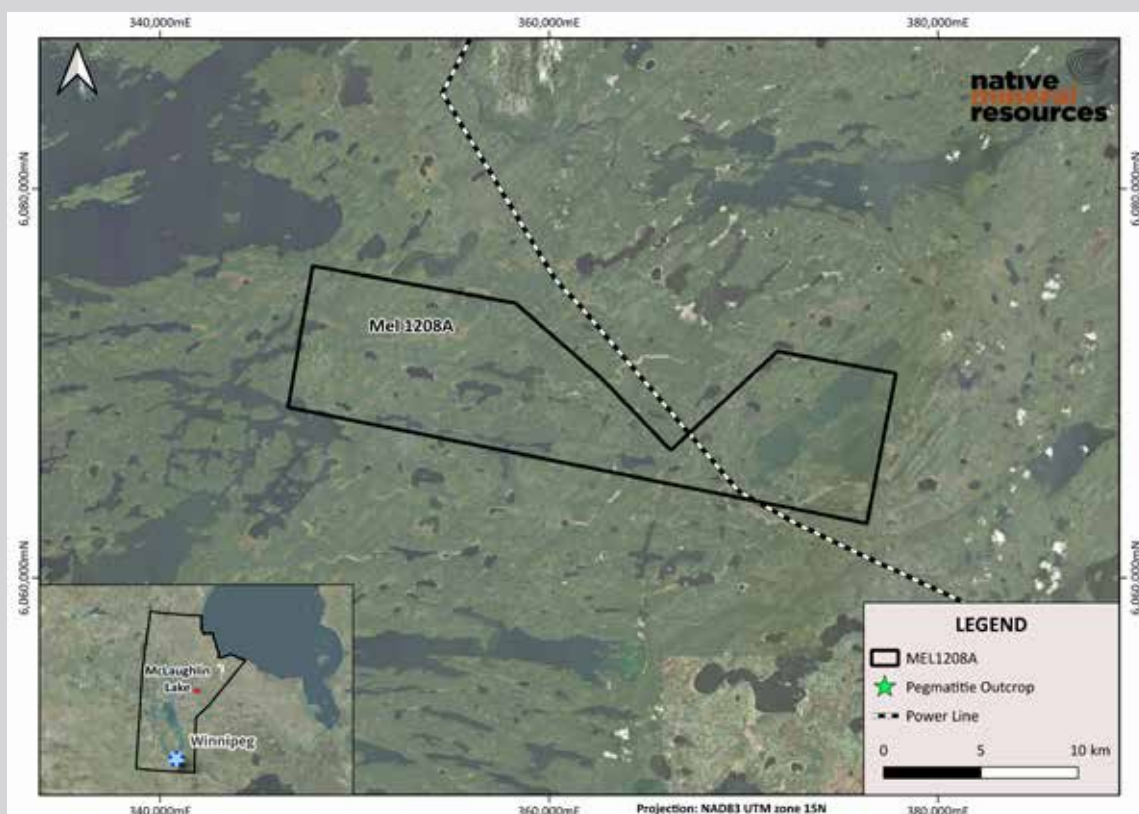 340,000mE 360,000mE 380,000mE
native
mineral
resources
6,080,000mN 6,080,000mN
Mel 1208A
6,060,000mN 6,060,000mN
McLaughlin
Lake
Winnipeg
LEGEND
MEL1208A
Pegmatitie Outcrop
Power Line
0 5 10 km
340,000mE 360,000mE 380,000mE
Projection: NAD83 UTM zone 15N